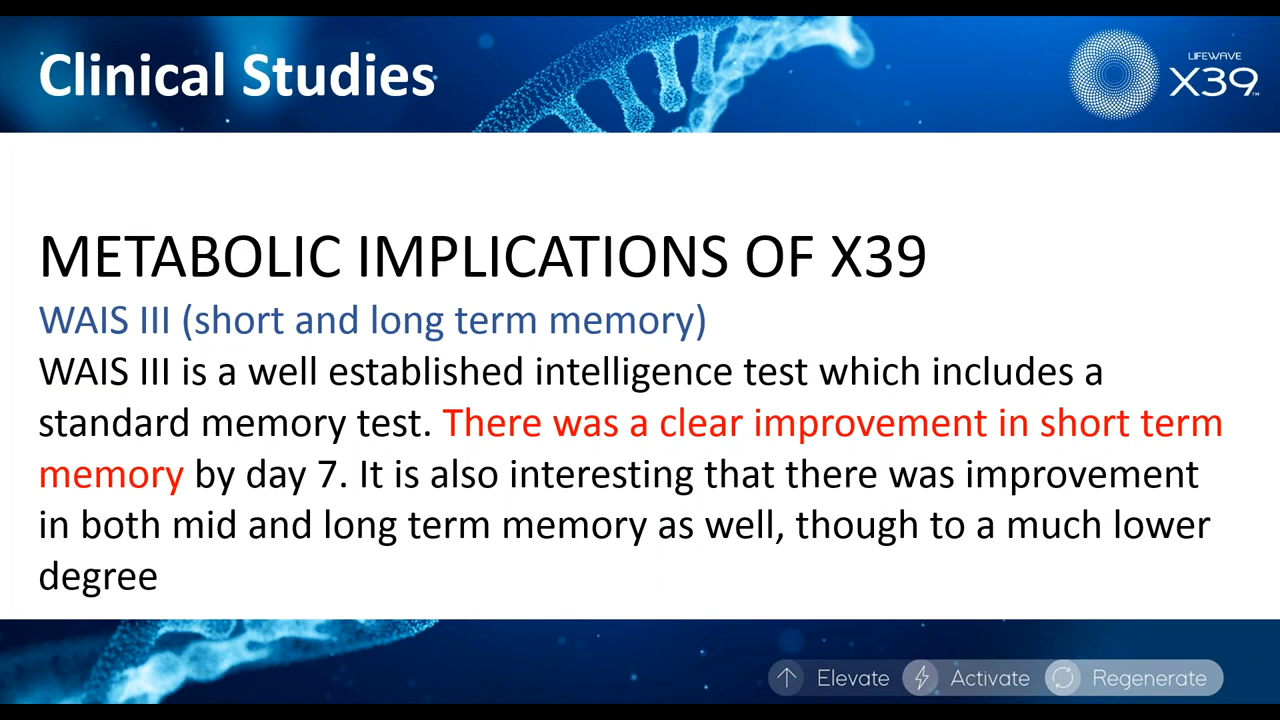 Clinical Studies
LIFEWAVE
X39™
METABOLIC IMPLICATIONS OF X39
WAIS III (short and long term memory)
WAIS III is a well established intelligence test which includes a
standard memory test. There was a clear improvement in short term
memory by day 7. It is also interesting that there was improvement
in both mid and long term memory as well, though to a much lower
degree
Elevate Activate Regenerate